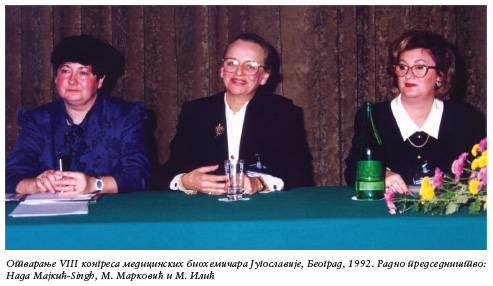 Отварање VIII конгреса медицинских биохемичара Југославије, Београд, 1992. Радно председништво:
Нада Мајкић-Singh, М. Марковић и М. Илић